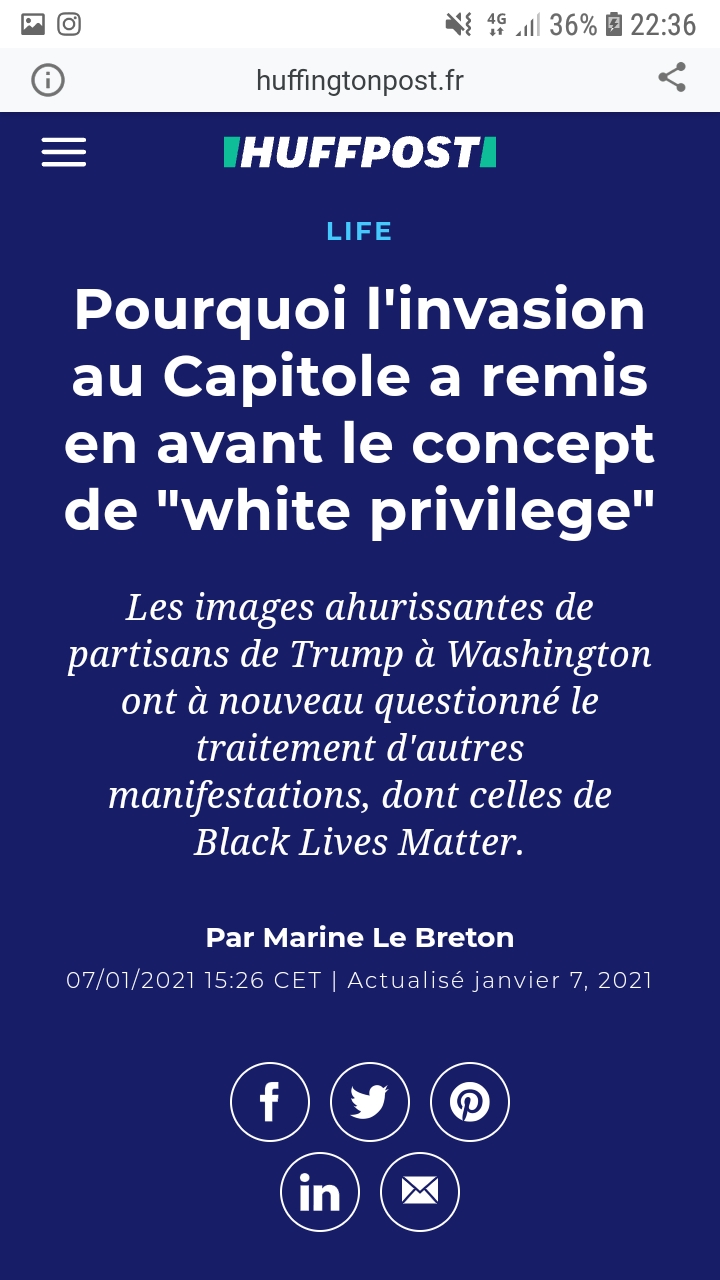 4G 36% 22:36
huffingtonpost.fr
HUFFPOST
LIFE
Pourquoi l'invasion
au Capitole a remis
en avant le concept
de "white privilege"
Les images ahurissantes de
partisans de Trump à Washington
ont à nouveau questionné le
traitement d'autres
manifestations, dont celles de
Black Lives Matter.
Par Marine Le Breton
07/01/2021 15:26 CET | Actualisé janvier 7, 2021